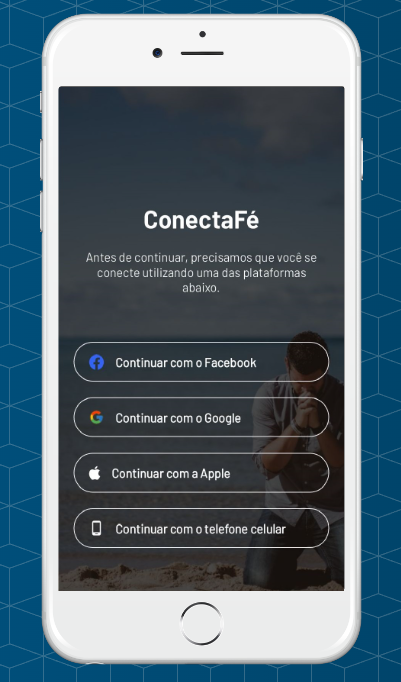 ConectaFé
Antes de continuar, precisamos que você se
conecte utilizando uma das plataformas
abaixo.
Continuar com o Facebook
Continuar com o Google
Continuar com a Apple
Continuar com o telefone celular